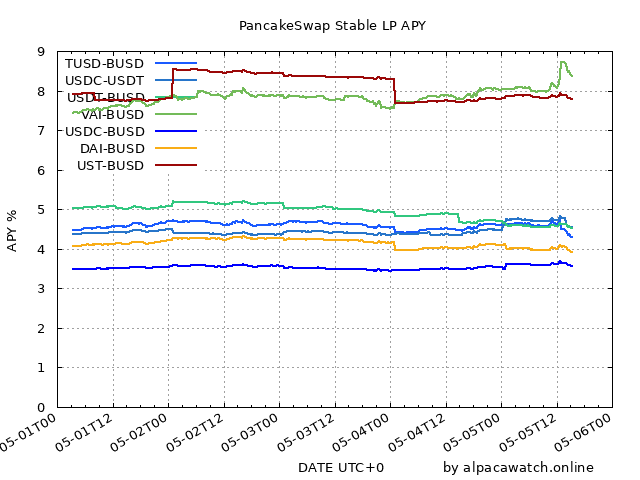 PancakeSwap Stable LP APY
9
8
7
6
5
4
3
2
1
0
APY %
TUSD-BUSD
USDC-USDT
USDT-BUSD
VAI-BUSD
USDC-BUSD
DAI-BUSD
UST-BUSD
05-01T00
05-01T12
05-02T00
05-02T12
05-03T00
05-03T12
05-04T00
05-04T12
05-05T00
05-05T12
05-06T00
DATE UTC+0
by alpacawatch.online